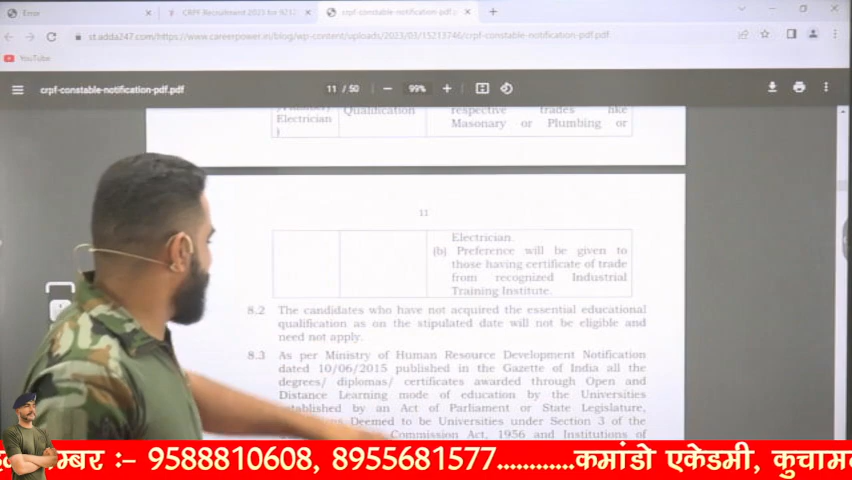 Error
CRPF Recruitment 2023 for 9212
crpf-constable-notification-pdf.p
st.adda247.com/https://www.careerpower.in/blog/wp-content/uploads/2023/03/15213746/crpf-constable-notification-pdf.pdf
YouTube
crpf-constable-notification-pdf.pdf
11 / 50
99%
Electrician
)
Qualification
respective trades like
Masonary or Plumbing or
11
Electrician.
(b) Preference will be given to
those having certificate of trade
from recognized Industrial
Training Institute.
8.2 The candidates who have not acquired the essential educational
qualification as on the stipulated date will not be eligible and
need not apply.
8.3 As per Ministry of Human Resource Development Notification
dated 10/06/2015 published in the Gazette of India all the
degrees/ diplomas/ certificates awarded through Open and
Distance Learning mode of education by the Universities
established by an Act of Parliament or State Legislature,
Deemed to be Universities under Section 3 of the
Commission Act, 1956 and Institutions of
म्बर :- 9588810608, 8955681577............कमांडो एकेडमी, कुचाम